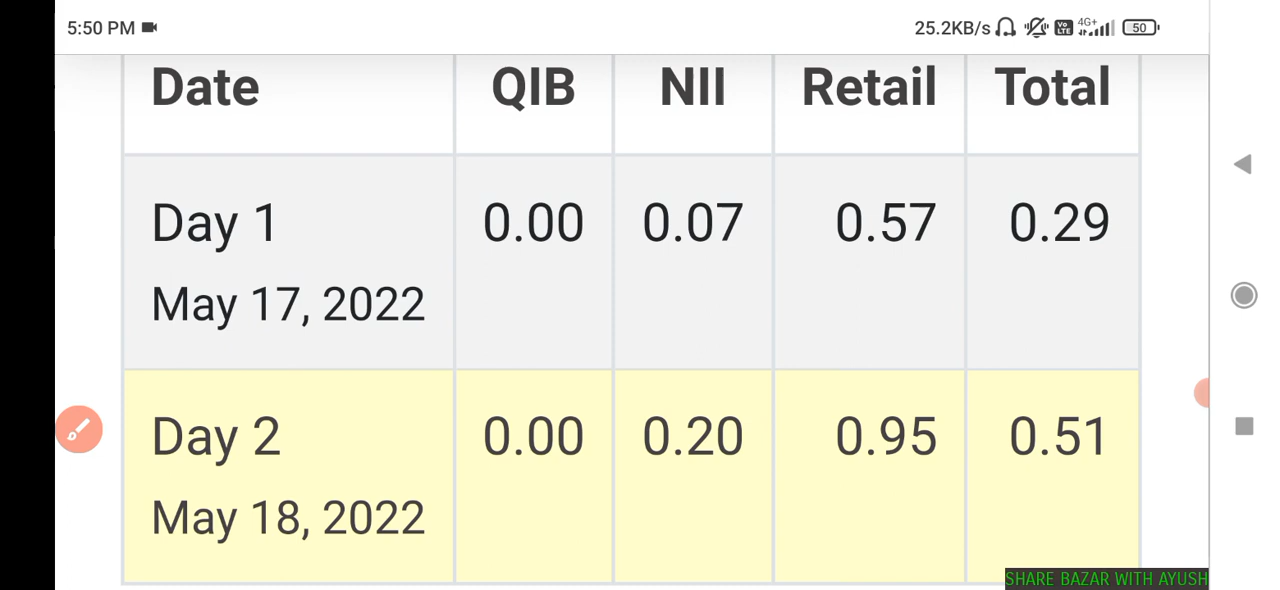 5:50 PM 25.2KB/s Vo LTE 4G+ 50
Date QIB NII Retail Total
Day 1 0.00 0.07 0.57 0.29
May 17, 2022
Day 2 0.00 0.20 0.95 0.51
May 18, 2022
SHARE BAZAR WITH AYUSH